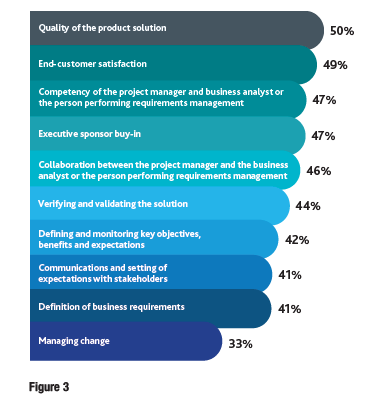 Quality of the product solution
50%
End-customer satisfaction
49%
Competency of the project manager and business analyst or
the person performing requirements management
47%
Executive sponsor buy-in
47%
Collaboration between the project manager and the business
analyst or the person performing requirements management
46%
Verifying and validating the solution
44%
Defining and monitoring key objectives,
benefits and expectations
42%
Communications and setting of
expectations with stakeholders
41%
Definition of business requirements
41%
Managing change
33%
Figure 3